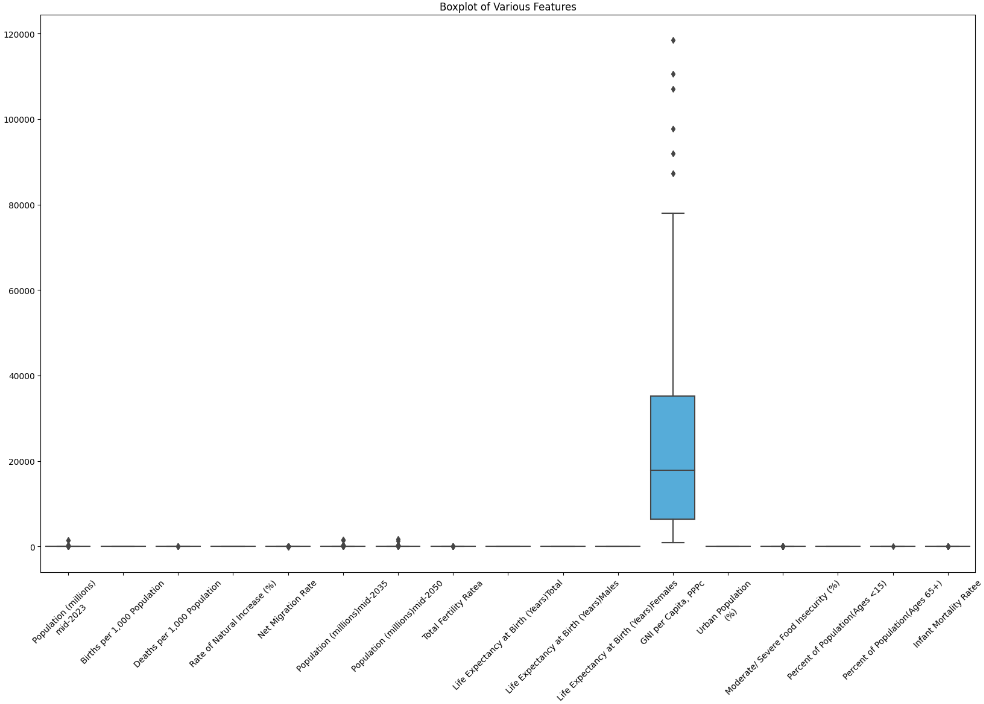 Boxplot of Various Features
120000
100000
80000
60000
40000
20000
0
Population (millions)
mid-2023
Births per 1,000 Population
Deaths per 1,000 Population
Rate of Natural Increase (%)
Net Migration Rate
Population (millions)mid-2035
Population (millions)mid-2050
Total Fertility Ratea
Life Expectancy at Birth (Years)Total
Life Expectancy at Birth (Years)Males
Life Expectancy at Birth (Years)Females
GNI per Capita, PPPc
Urban Population
(%)
Moderate/ Severe Food Insecurity (%)
Percent of Population(Ages <15)
Percent of Population(Ages 65+)
Infant Mortality Ratee